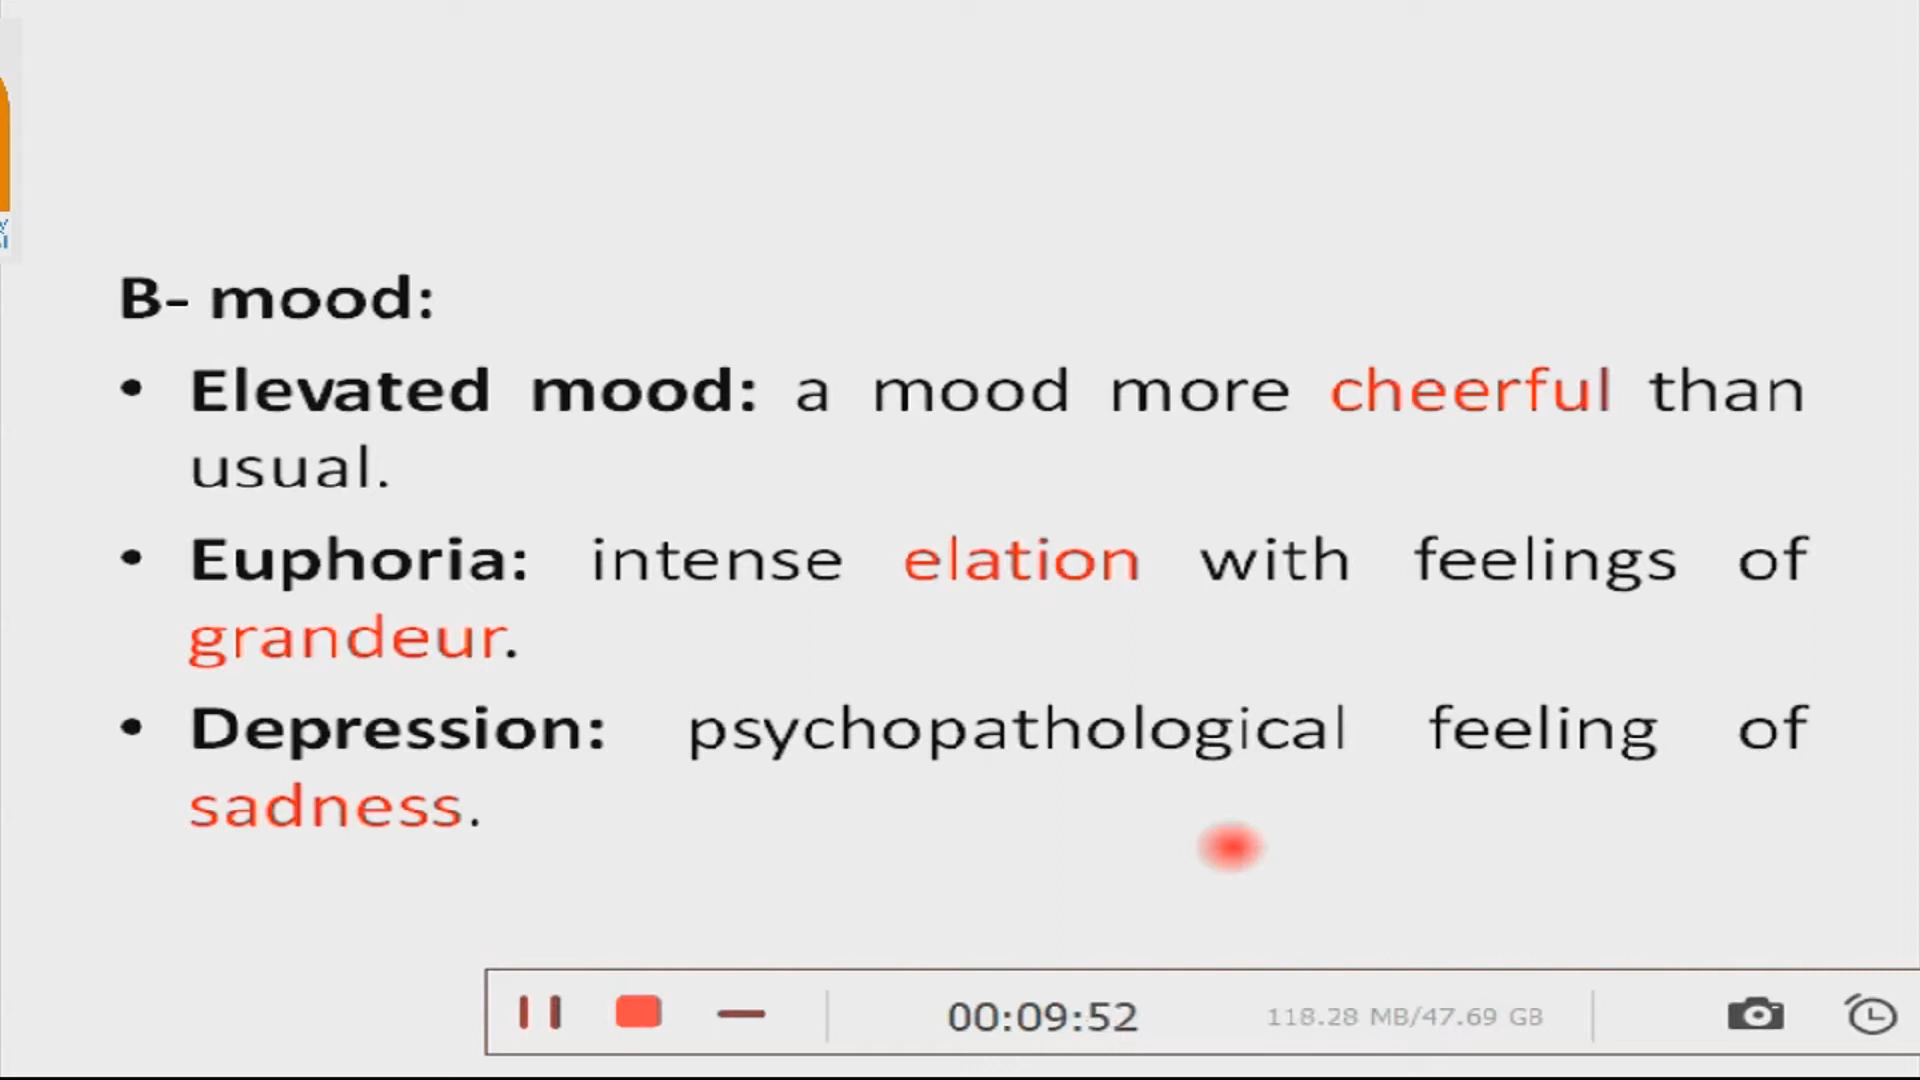 B- mood:
• Elevated mood: a mood more cheerful than
usual.
• Euphoria: intense elation with feelings of
grandeur.
• Depression: psychopathological feeling of
sadness.
00:09:52 118.28 MB/47.69 GB